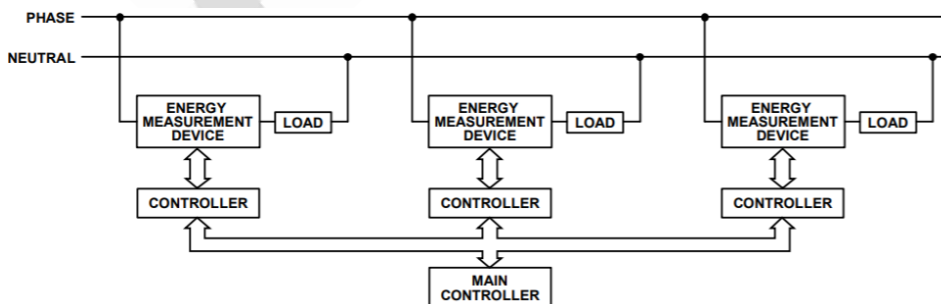 PHASE
NEUTRAL
ENERGY
MEASUREMENT
DEVICE
LOAD
ENERGY
MEASUREMENT
DEVICE
LOAD
ENERGY
MEASUREMENT
DEVICE
LOAD
CONTROLLER
CONTROLLER
CONTROLLER
MAIN
CONTROLLER